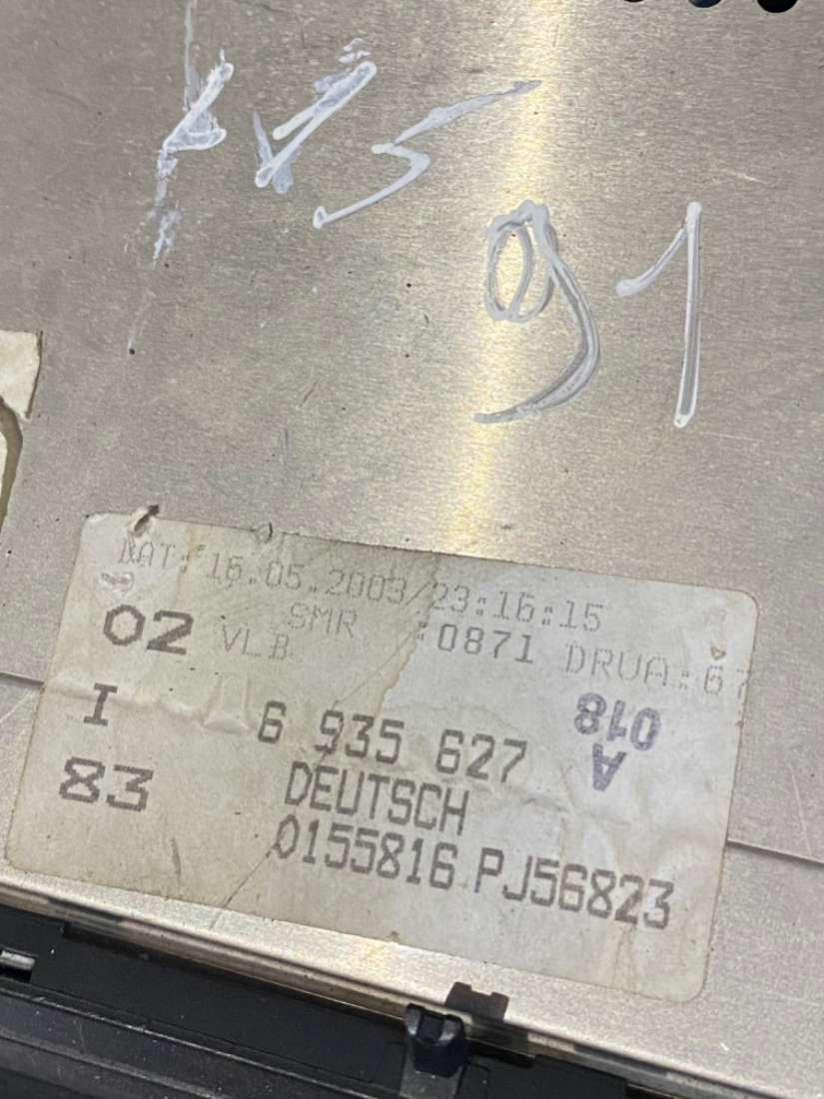 91
DAT: 16.05.2003/23:16:15
02 SMR :0871
VLB DRUA:67
I 6 935 627
A 018
83 DEUTSCH
0155816 PJ56823